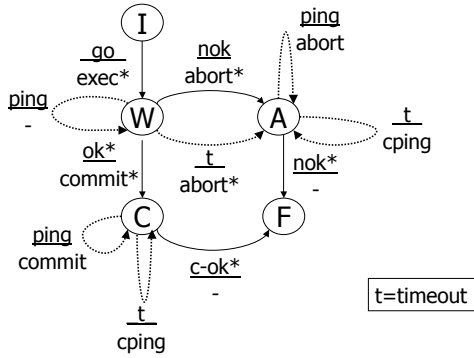 I
go
exec*
nok
abort*
ping
abort
ping
-
W
A
t
cping
ok*
commit*
t
abort*
nok*
-
C
F
ping
commit
c-ok*
-
t
cping
t=timeout